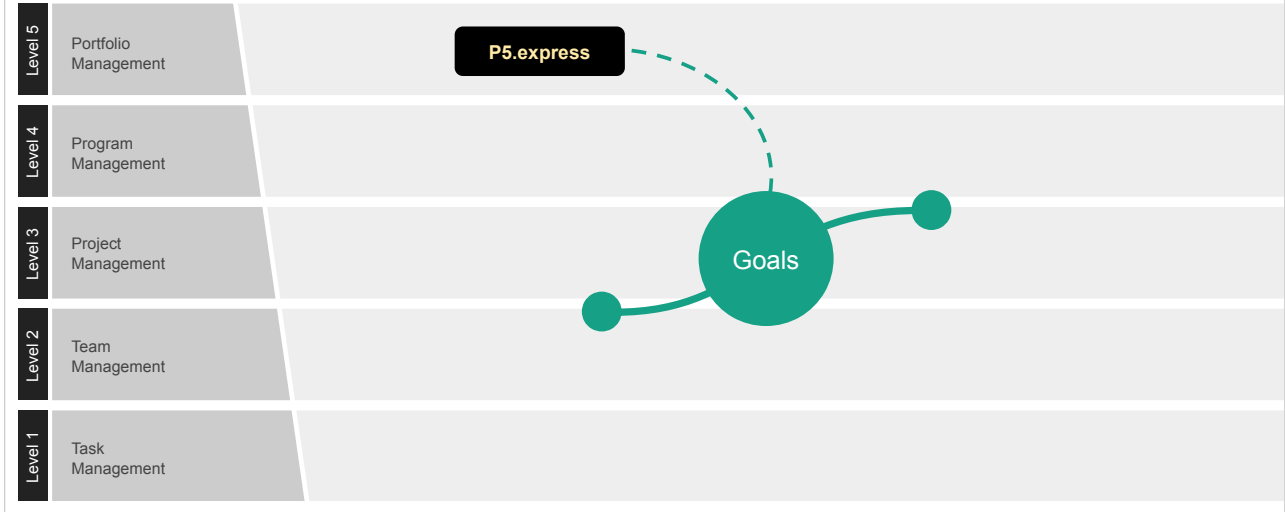 Level 5
Portfolio
Management
P5.express
Level 4
Program
Management
Level 3
Project
Management
Goals
Level 2
Team
Management
Level 1
Task
Management